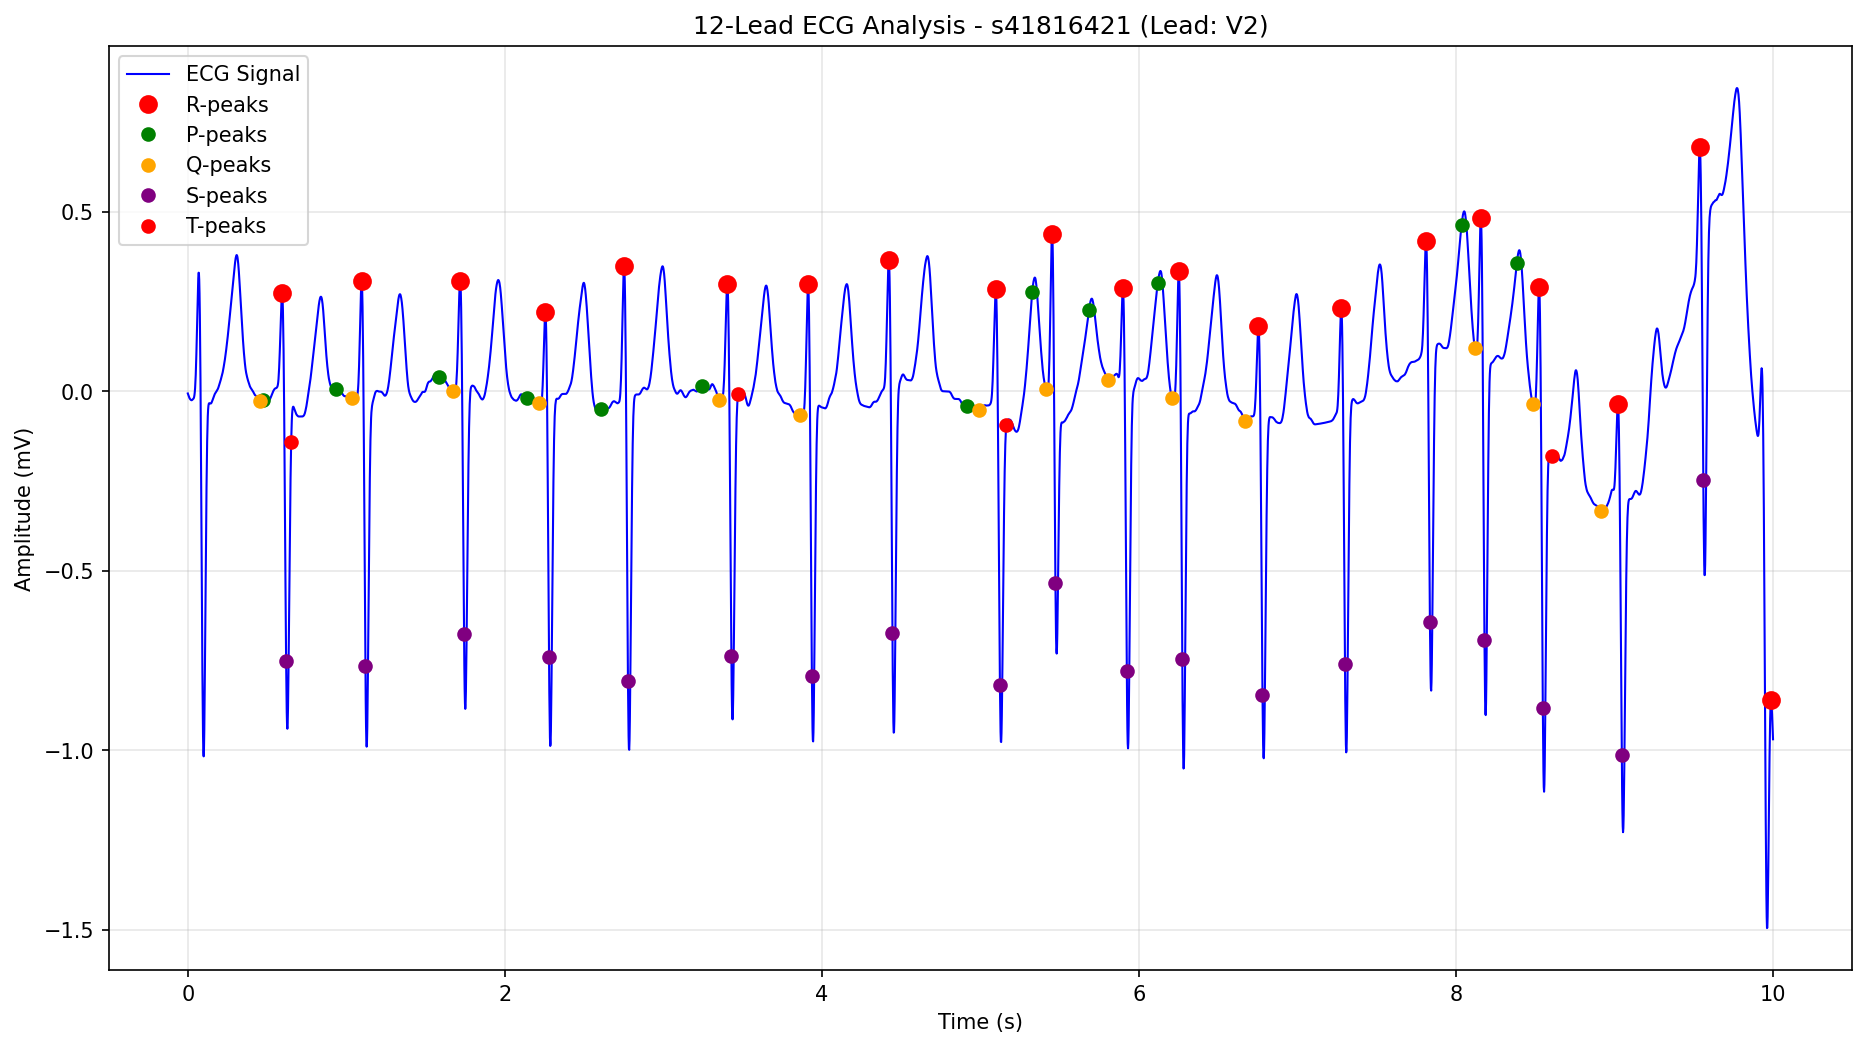 12-Lead ECG Analysis - s41816421 (Lead: V2)
ECG Signal
R-peaks
P-peaks
Q-peaks
S-peaks
T-peaks
Amplitude (mV)
0.5
0.0
−0.5
−1.0
−1.5
0 2 4 6 8 10
Time (s)